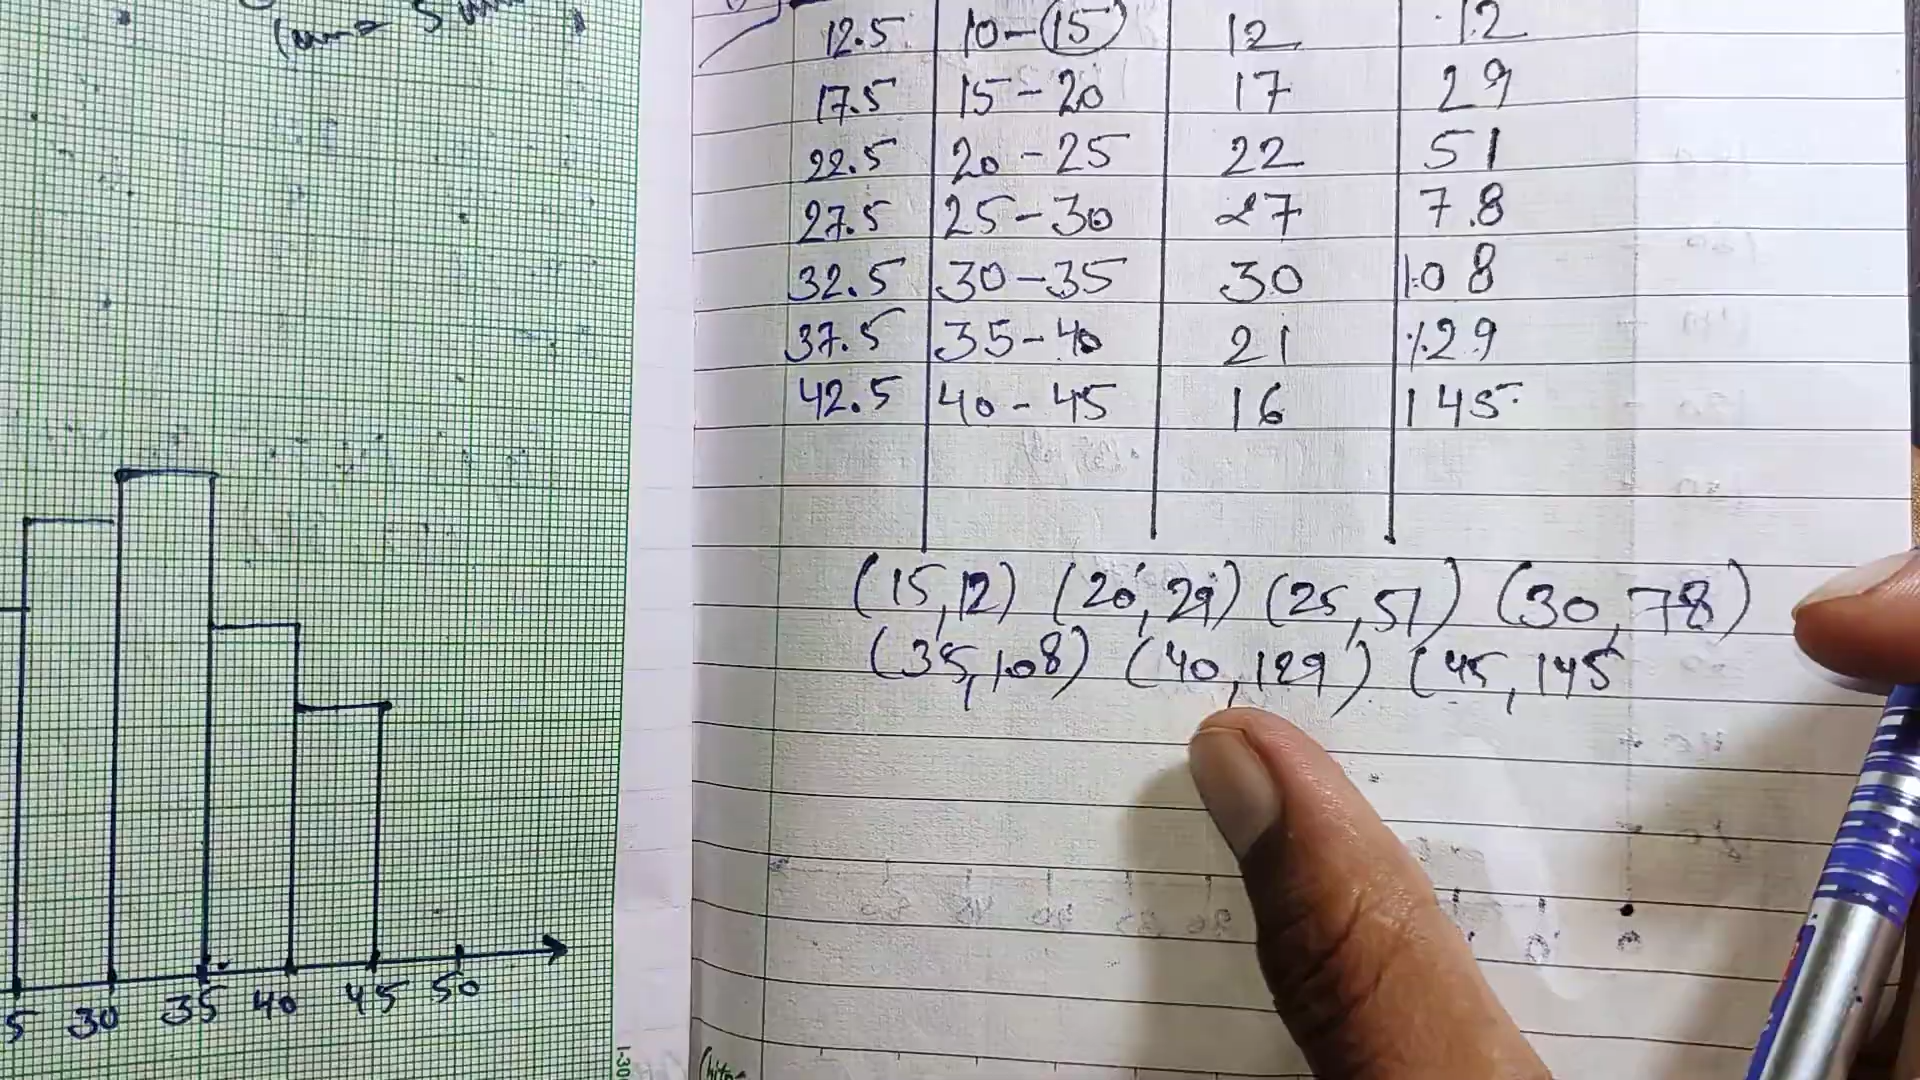 12.5 10-15 12 12
17.5 15-20 17 29
22.5 20-25 22 51
27.5 25-30 27 78
32.5 30-35 30 108
37.5 35-40 21 129
42.5 40-45 16 145
(15,12) (20,29) (25,51) (30,78)
(35,108) (40,129) (45,145
5 30 35 40 45 50